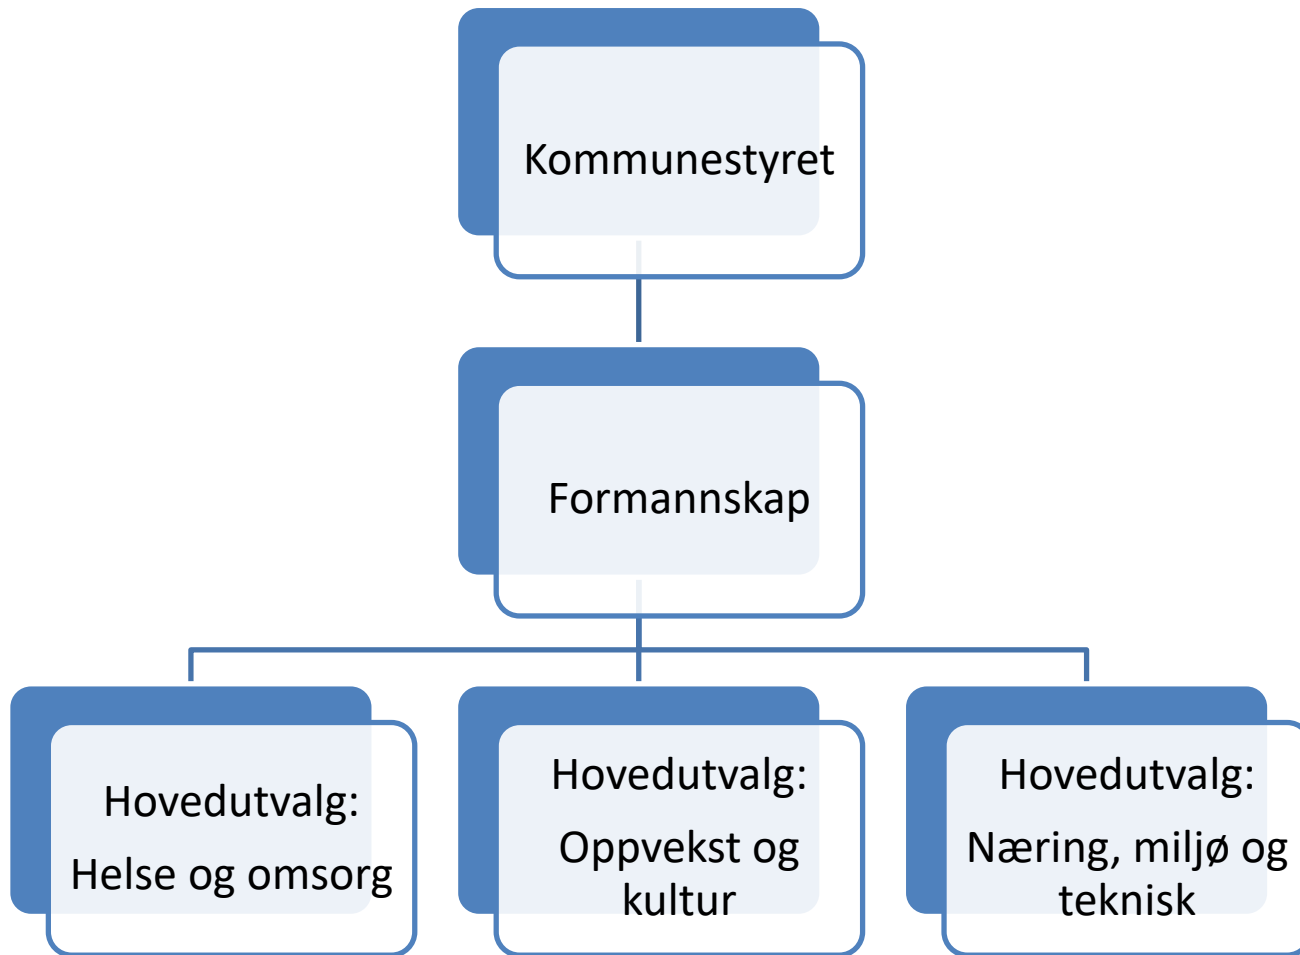 Kommunestyret
Formannskap
Hovedutvalg:
Helse og omsorg
Hovedutvalg:
Oppvekst og
kultur
Hovedutvalg:
Næring, miljø og
teknisk